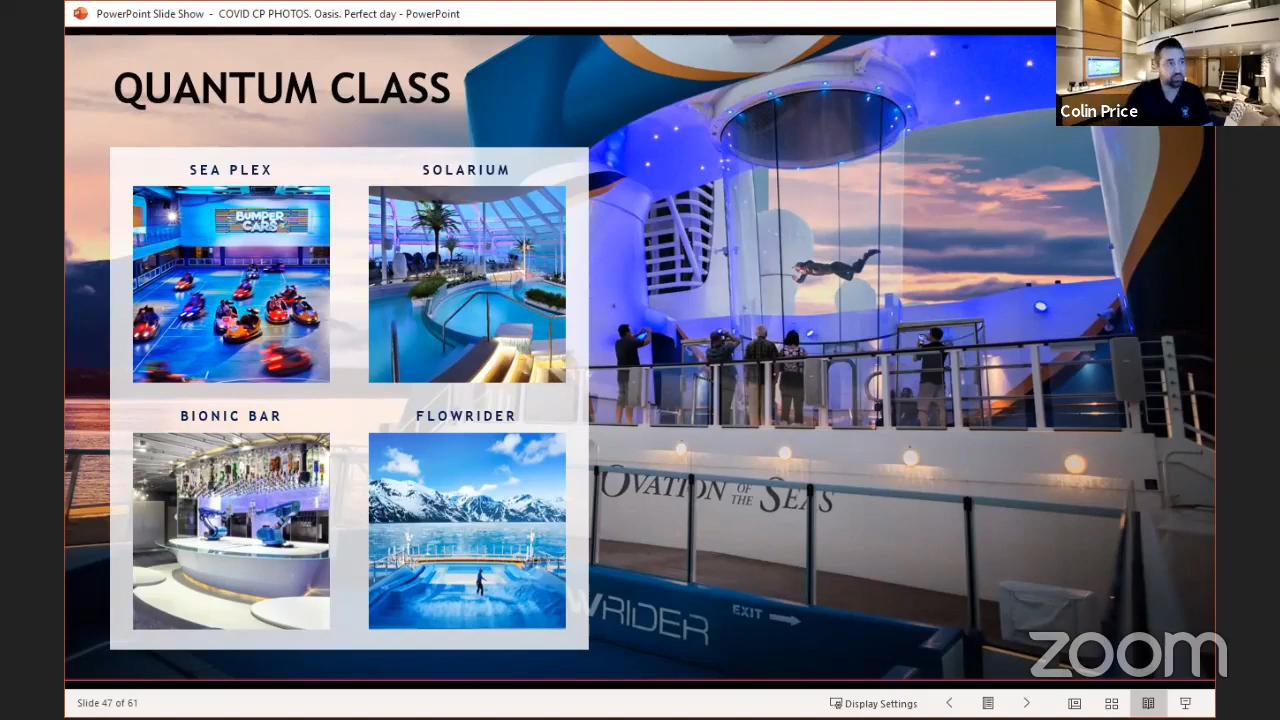 PowerPoint Slide Show - COVID CP PHOTOS. Oasis. Perfect day - PowerPoint
Colin Price
QUANTUM CLASS
SEA PLEX
SOLARIUM
BUMPER
CARS
BIONIC BAR
FLOWRIDER
OVATION OF THE SEAS
WRIDER
EXIT
zoom
Slide 47 of 61
Display Settings